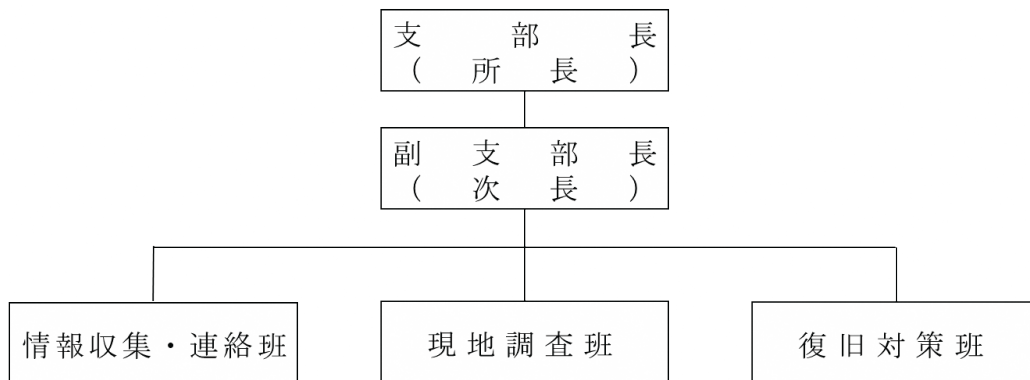 支部長
(所長)
副支部長
(次長)
情報収集・連絡班
現地調査班
復旧対策班